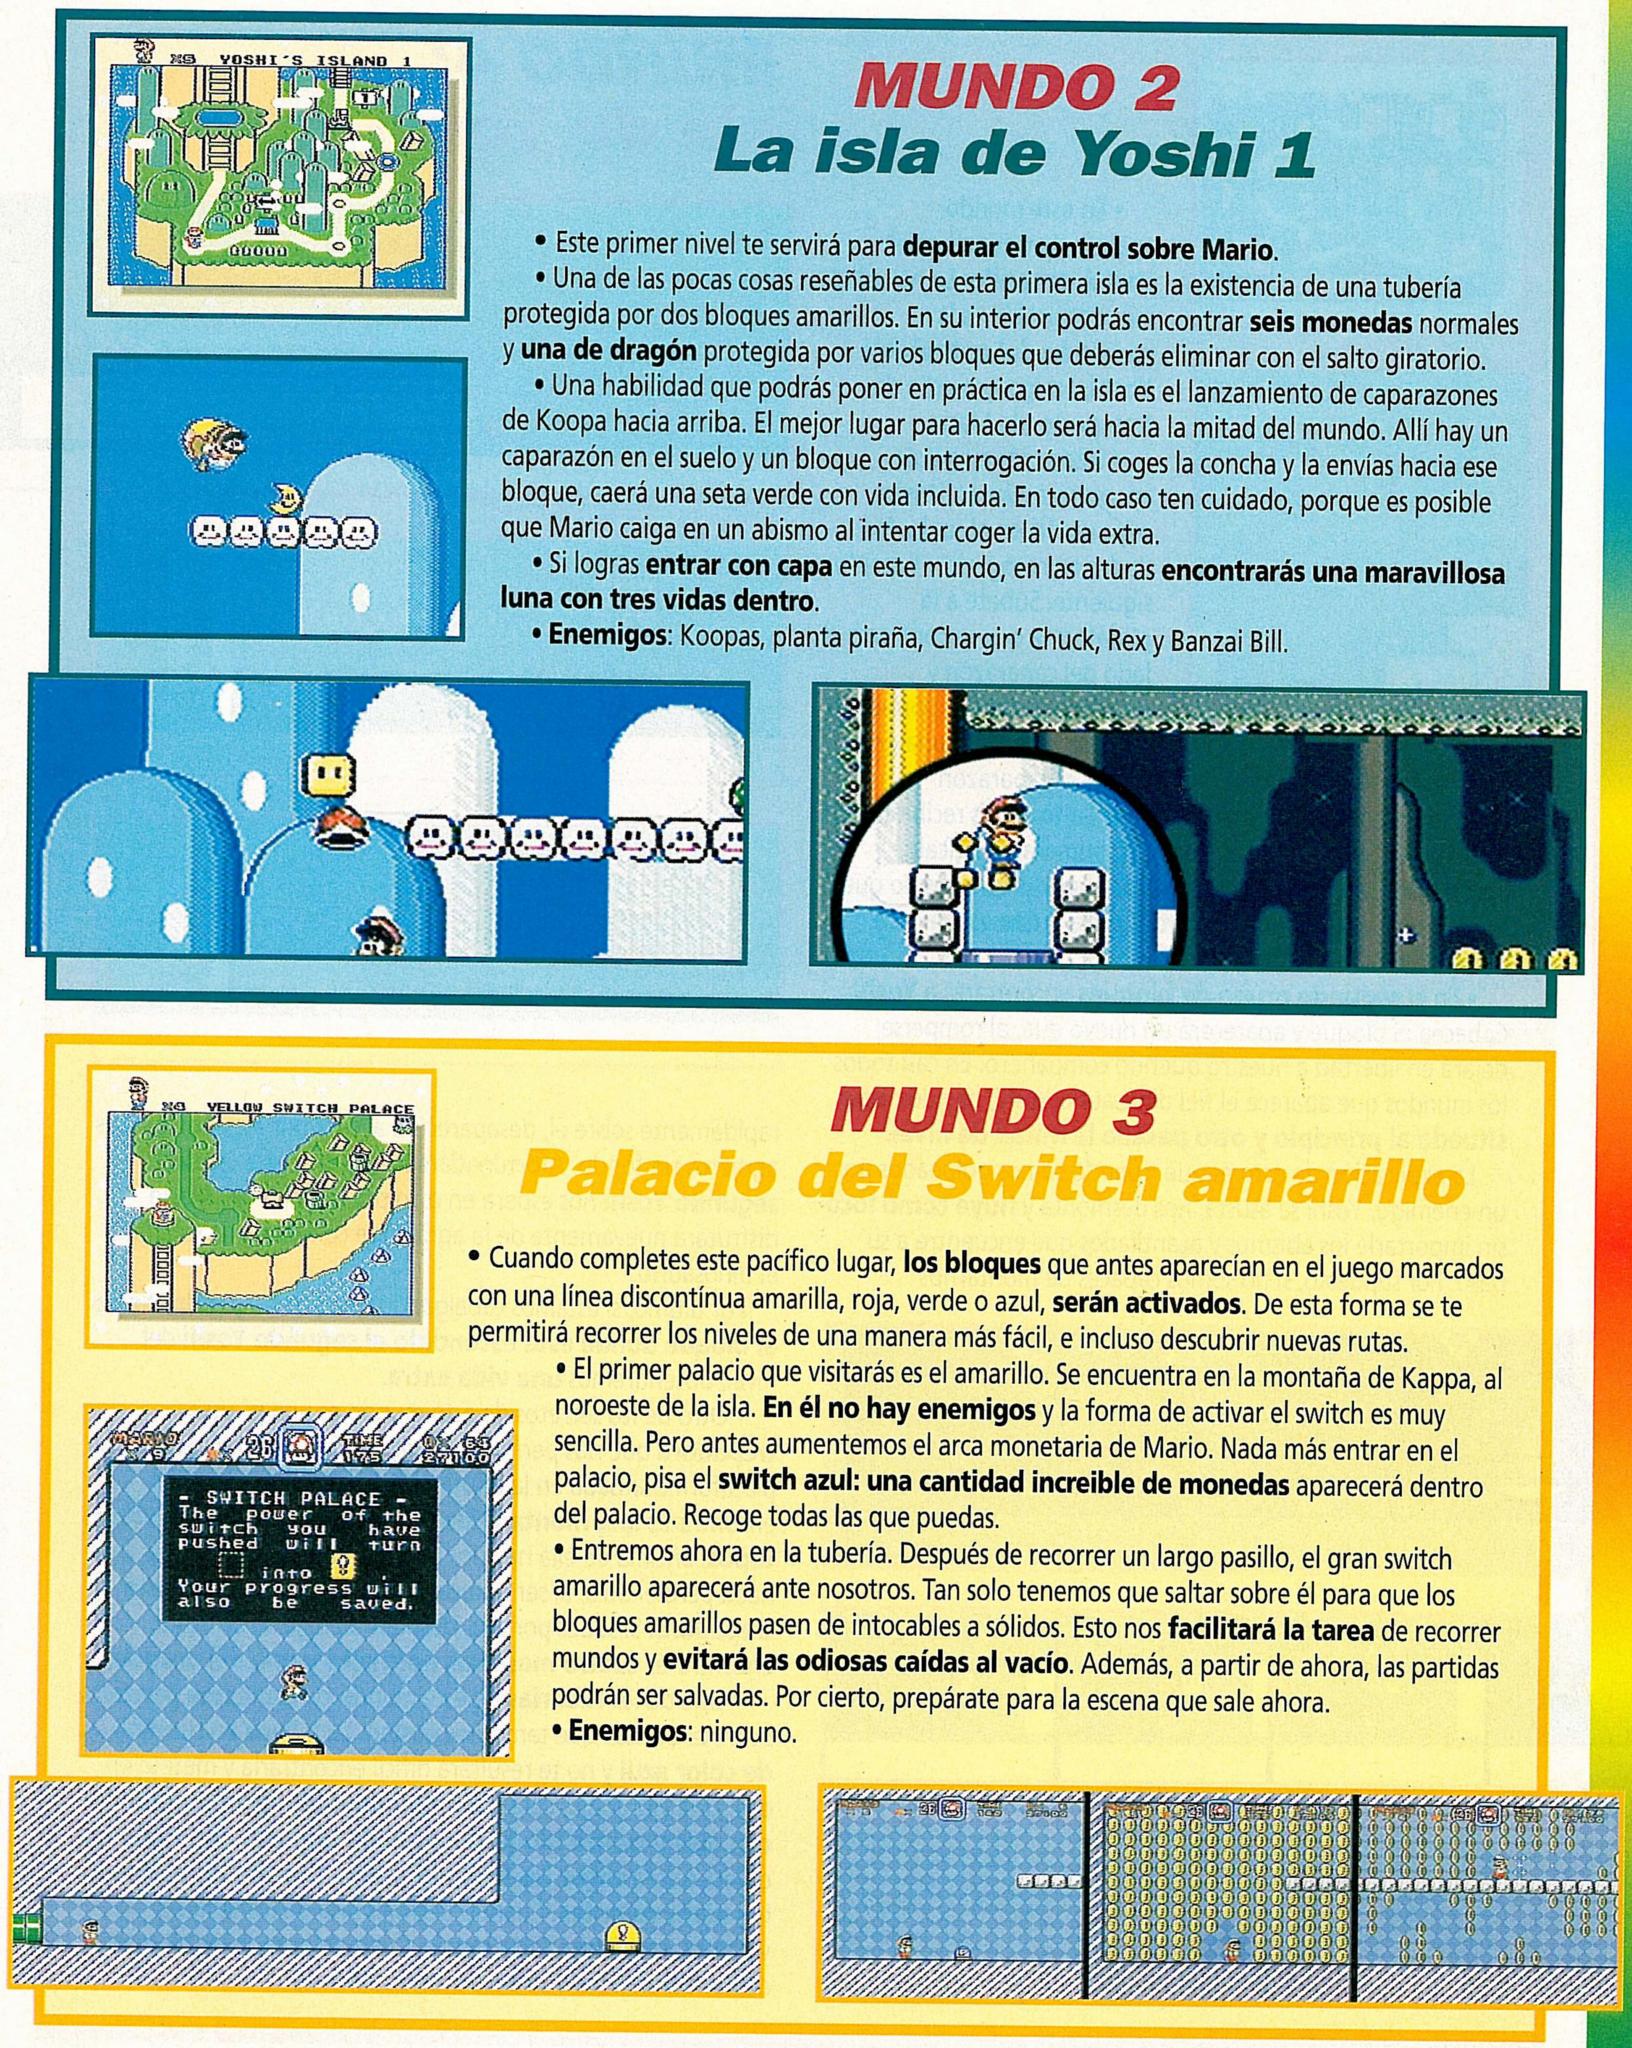 x5 YOSHI'S ISLAND 1
MUNDO 2
La isla de Yoshi 1
• Este primer nivel te servirá para depurar el control sobre Mario.
• Una de las pocas cosas reseñables de esta primera isla es la existencia de una tubería
protegida por dos bloques amarillos. En su interior podrás encontrar seis monedas normales
y una de dragón protegida por varios bloques que deberás eliminar con el salto giratorio.
• Una habilidad que podrás poner en práctica en la isla es el lanzamiento de caparazones
de Koopa hacia arriba. El mejor lugar para hacerlo será hacia la mitad del mundo. Allí hay un
caparazón en el suelo y un bloque con interrogación. Si coges la concha y la envías hacia ese
bloque, caerá una seta verde con vida incluida. En todo caso ten cuidado, porque es posible
que Mario caiga en un abismo al intentar coger la vida extra.
• Si logras entrar con capa en este mundo, en las alturas encontrarás una maravillosa
luna con tres vidas dentro.
• Enemigos: Koopas, planta piraña, Chargin' Chuck, Rex y Banzai Bill.
YELLOW SWITCH PALACE
MUNDO 3
Palacio del Switch amarillo
• Cuando completes este pacífico lugar, los bloques que antes aparecían en el juego marcados
con una línea discontínua amarilla, roja, verde o azul, serán activados. De esta forma se te
permitirá recorrer los niveles de una manera más fácil, e incluso descubrir nuevas rutas.
• El primer palacio que visitarás es el amarillo. Se encuentra en la montaña de Kappa, al
noroeste de la isla. En él no hay enemigos y la forma de activar el switch es muy
sencilla. Pero antes aumentemos el arca monetaria de Mario. Nada más entrar en el
palacio, pisa el switch azul: una cantidad increible de monedas aparecerá dentro
del palacio. Recoge todas las que puedas.
• Entremos ahora en la tubería. Después de recorrer un largo pasillo, el gran switch
amarillo aparecerá ante nosotros. Tan solo tenemos que saltar sobre él para que los
bloques amarillos pasen de intocables a sólidos. Esto nos facilitará la tarea de recorrer
mundos y evitará las odiosas caídas al vacío. Además, a partir de ahora, las partidas
podrán ser salvadas. Por cierto, prepárate para la escena que sale ahora.
• Enemigos: ninguno.
MARIO TIME
x 9 175 27100
- SWITCH PALACE -
The power of the
switch you have
pushed will turn
into .
Your progress will
also be saved.